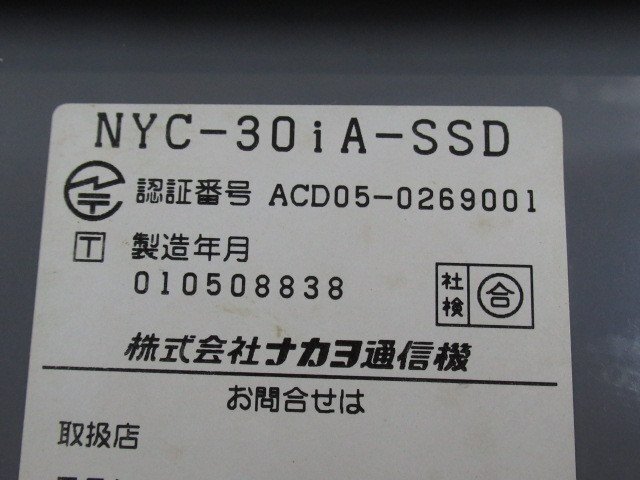 NYC-30iA-SSD
認証番号 ACD05-0269001
T 製造年月
010508838
社検 合
株式会社ナカヨ通信機
お問合せは
取扱店